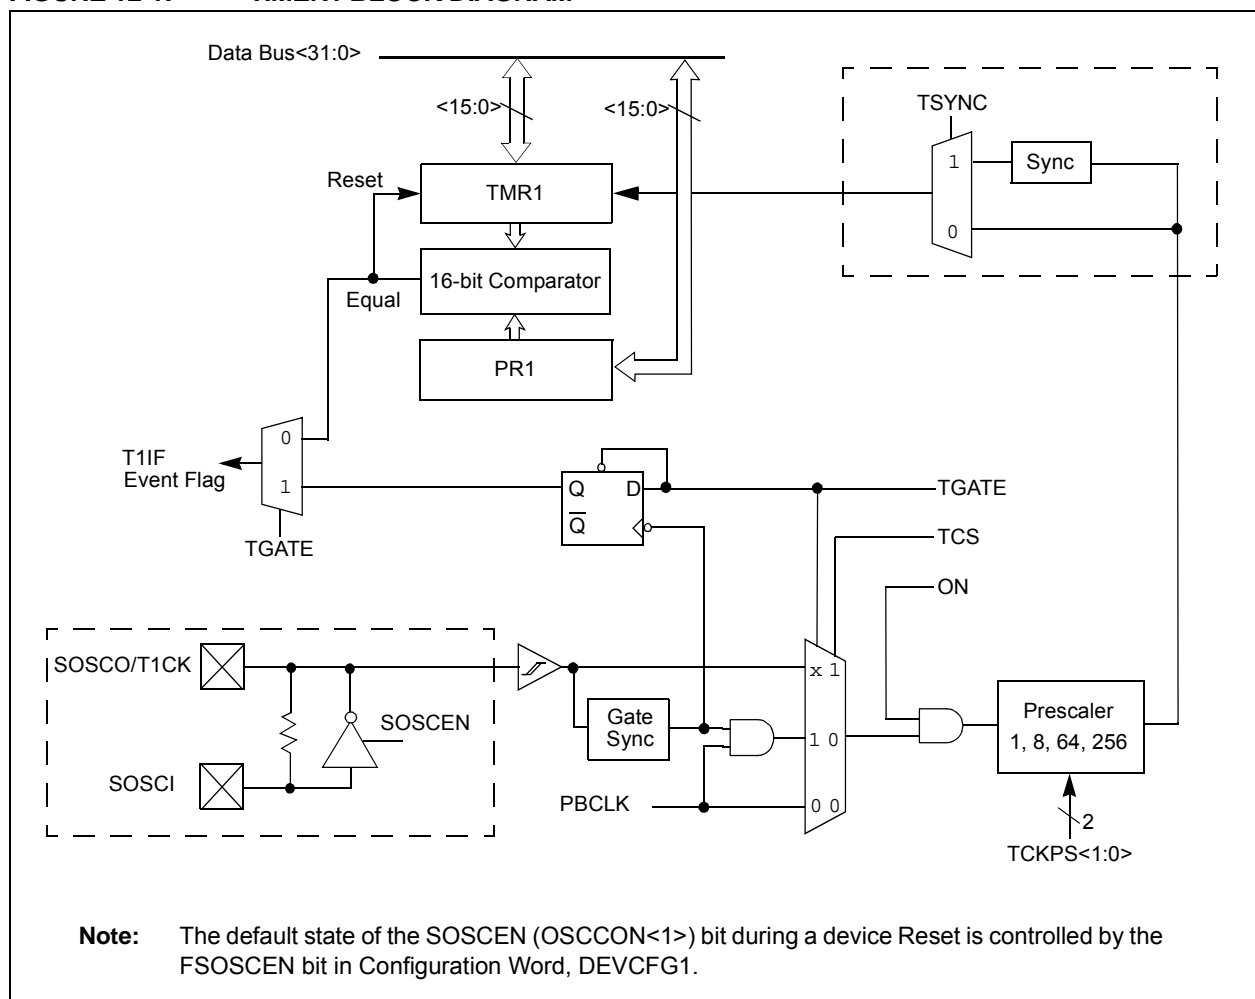 Data Bus<31:0>
<15:0>
<15:0>
TSYNC
1
Sync
0
Reset
TMR1
16-bit Comparator
Equal
PR1
0
1
T1IF
Event Flag
TGATE
Q
D
Q
TGATE
TCS
ON
SOSCO/T1CK
SOSCEN
SOSCI
Gate
Sync
PBCLK
x 1
1 0
0 0
Prescaler
1, 8, 64, 256
2
TCKPS<1:0>
Note: The default state of the SOSCEN (OSCCON<1>) bit during a device Reset is controlled by the
FSOSCEN bit in Configuration Word, DEVCFG1.